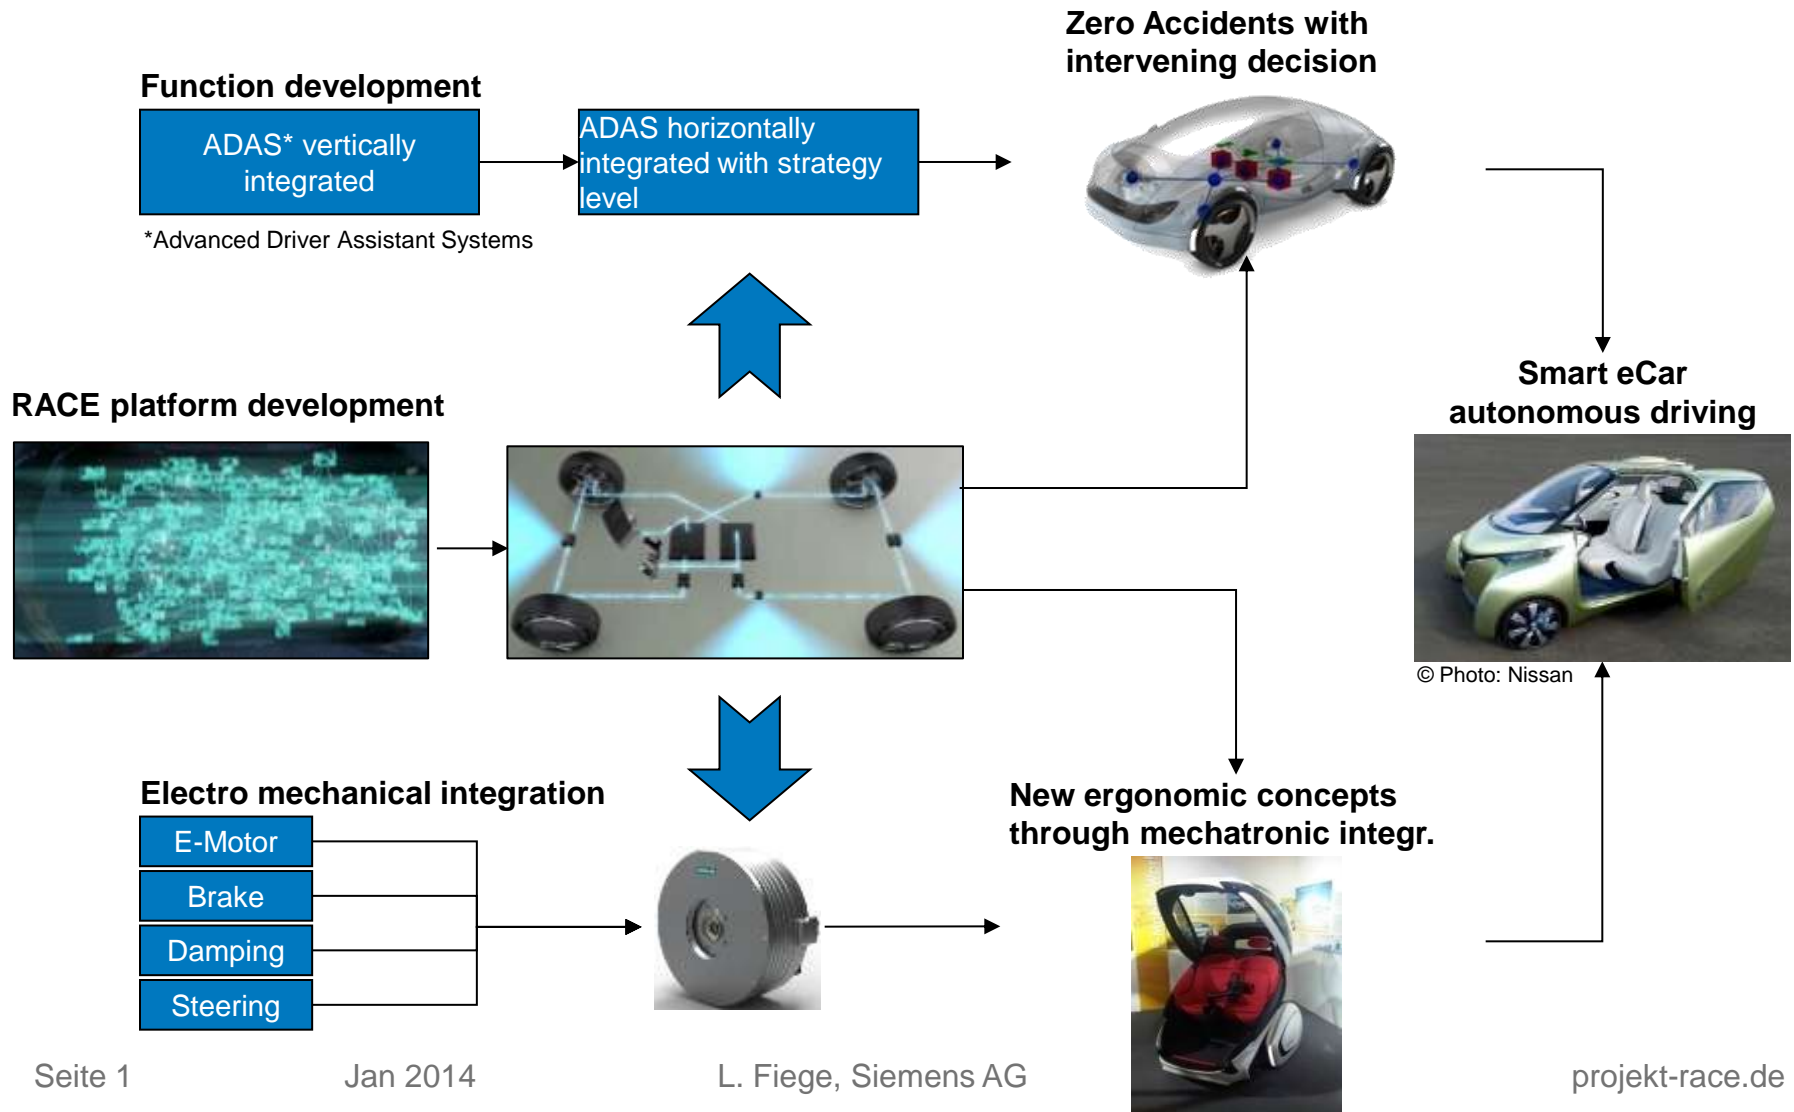 Zero Accidents with
intervening decision
Function development
ADAS* vertically
integrated
ADAS horizontally
integrated with strategy
level
*Advanced Driver Assistant Systems
RACE platform development
Smart eCar
autonomous driving
© Photo: Nissan
Electro mechanical integration
E-Motor
Brake
Damping
Steering
New ergonomic concepts
through mechatronic integr.
Seite 1
Jan 2014
L. Fiege, Siemens AG
projekt-race.de